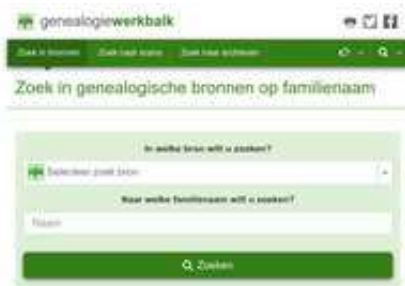 genealogiewerkbalk
Zoek in bronnen Zoek naar scans Zoek naar archieven
Zoek in genealogische bronnen op familienaam
In welke bron wilt u zoeken?
Selecteer zoek bron
Naar welke familienaam wilt u zoeken?
Naam
Zoeken